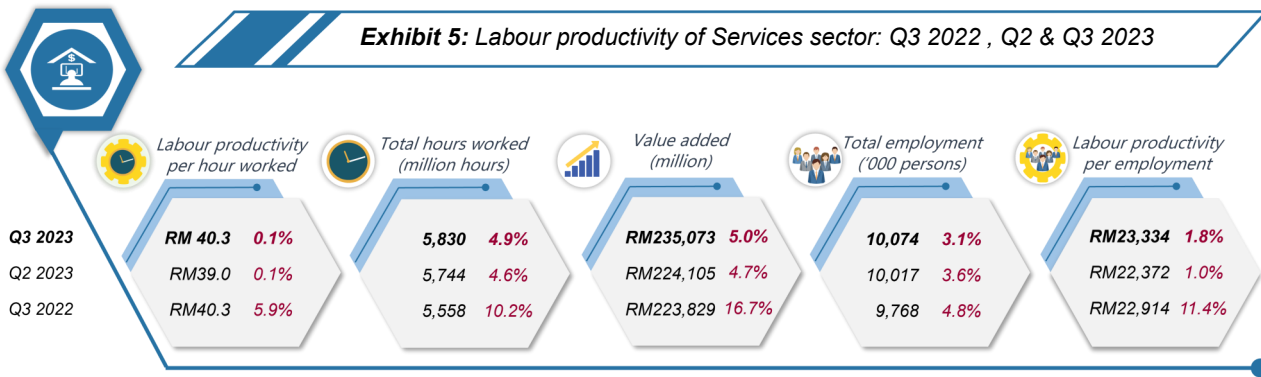 $
Exhibit 5: Labour productivity of Services sector: Q3 2022 , Q2 & Q3 2023
Labour productivity
per hour worked
Total hours worked
(million hours)
Value added
(million)
Total employment
('000 persons)
Labour productivity
per employment
Q3 2023 RM 40.3 0.1% 5,830 4.9% RM235,073 5.0% 10,074 3.1% RM23,334 1.8%
Q2 2023 RM39.0 0.1% 5,744 4.6% RM224,105 4.7% 10,017 3.6% RM22,372 1.0%
Q3 2022 RM40.3 5.9% 5,558 10.2% RM223,829 16.7% 9,768 4.8% RM22,914 11.4%